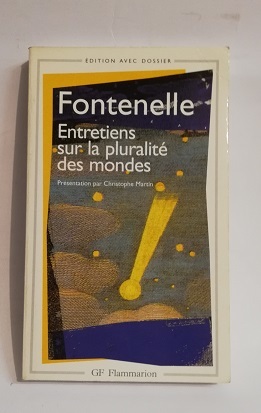 ÉDITION AVEC DOSSIER
Fontenelle
Entretiens
sur la pluralité
des mondes
Présentation par Christophe Martin
GF Flammarion